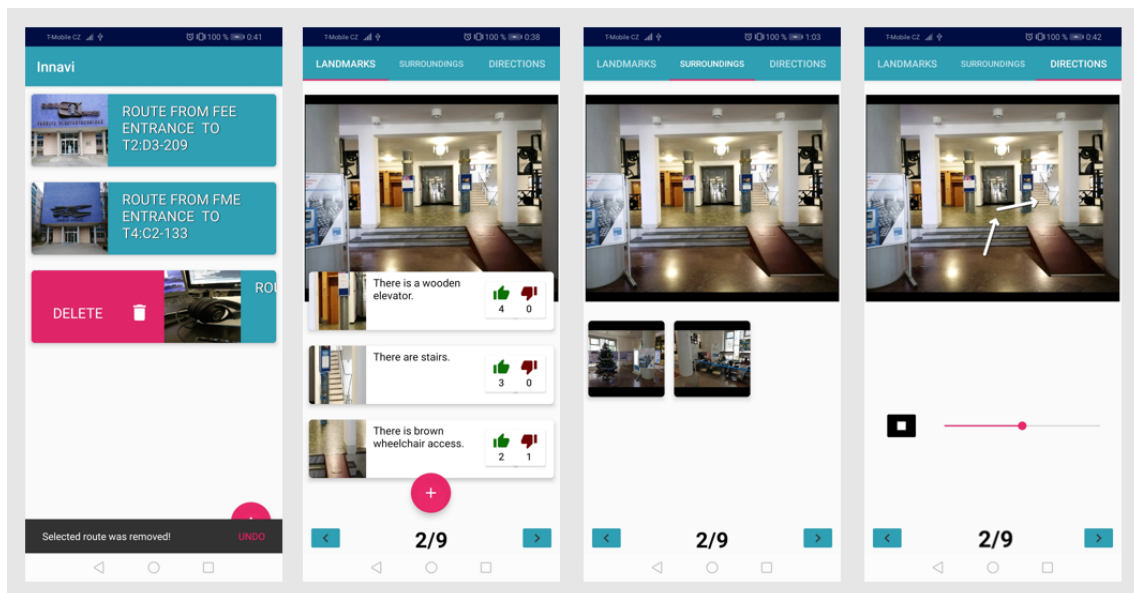 T-Mobile CZ 100 % 0:41
Innavi
ROUTE FROM FEE
ENTRANCE TO
T2:D3-209
ROUTE FROM FME
ENTRANCE TO
T4:C2-133
DELETE
ROU
Selected route was removed!
UNDO
T-Mobile CZ 100 % 0:38
LANDMARKS
SURROUNDINGS
DIRECTIONS
There is a wooden
elevator.
4
0
There are stairs.
3
0
There is brown
wheelchair access.
2
1
+
<
2/9
>
T-Mobile CZ 100 % 1:03
LANDMARKS
SURROUNDINGS
DIRECTIONS
<
2/9
>
T-Mobile CZ 100 % 0:42
LANDMARKS
SURROUNDINGS
DIRECTIONS
<
2/9
>